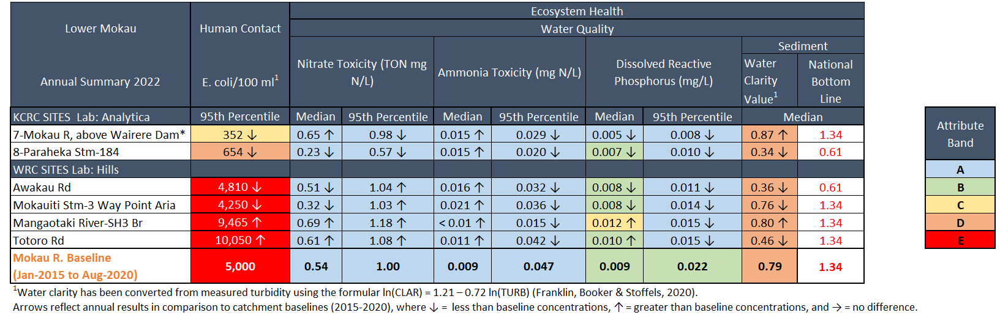 Ecosystem Health
Lower Mokau Human Contact Water Quality
Sediment
Nitrate Toxicity (TON mg N/L) Ammonia Toxicity (mg N/L) Dissolved Reactive Phosphorus (mg/L) Water Clarity Value¹ National Bottom Line
Annual Summary 2022 E. coli/100 ml¹
KCRC SITES Lab: Analytica 95th Percentile Median 95th Percentile Median 95th Percentile Median 95th Percentile Median
7-Mokau R, above Wairere Dam* 352 ↓ 0.65 ↑ 0.98 ↓ 0.015 ↑ 0.029 ↓ 0.005 ↓ 0.008 ↓ 0.87 ↑ 1.34
8-Paraheka Stm-184 654 ↓ 0.23 ↓ 0.57 ↓ 0.015 ↑ 0.020 ↓ 0.007 ↓ 0.010 ↓ 0.34 ↓ 0.61
WRC SITES Lab: Hills
Awakau Rd 4,810 ↓ 0.51 ↓ 1.04 ↑ 0.016 ↑ 0.032 ↓ 0.008 ↓ 0.011 ↓ 0.36 ↓ 0.61
Mokauiti Stm-3 Way Point Aria 4,250 ↓ 0.32 ↓ 1.03 ↑ 0.021 ↑ 0.036 ↓ 0.008 ↓ 0.014 ↓ 0.76 ↓ 1.34
Mangaotaki River-SH3 Br 9,465 ↑ 0.69 ↑ 1.18 ↑ < 0.01 ↑ 0.015 ↓ 0.012 ↑ 0.015 ↓ 0.80 ↑ 1.34
Totoro Rd 10,050 ↑ 0.61 ↑ 1.08 ↑ 0.011 ↑ 0.042 ↓ 0.010 ↑ 0.015 ↓ 0.46 ↓ 1.34
Mokau R. Baseline
(Jan-2015 to Aug-2020) 5,000 0.54 1.00 0.009 0.047 0.009 0.022 0.79 1.34
¹Water clarity has been converted from measured turbidity using the formular ln(CLAR) = 1.21 – 0.72 ln(TURB) (Franklin, Booker & Stoffels, 2020).
Arrows reflect annual results in comparison to catchment baselines (2015-2020), where ↓ = less than baseline concentrations, ↑ = greater than baseline concentrations, and → = no difference.
Attribute
Band
A
B
C
D
E